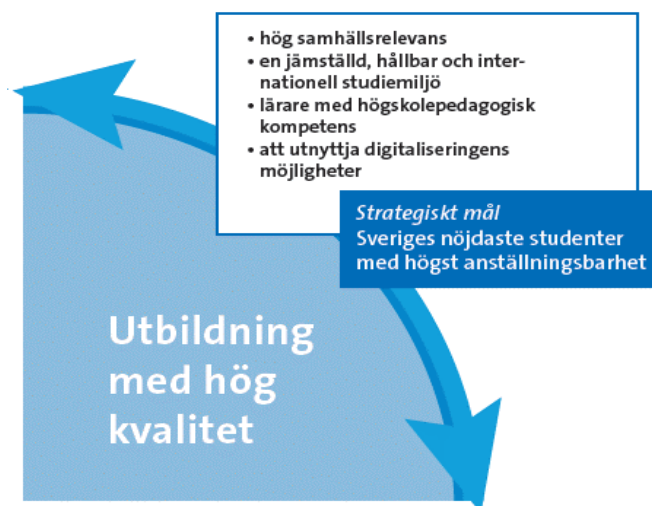 • hög samhällsrelevans
• en jämställd, hållbar och inter-
nationell studiemiljö
• lärare med högskolepedagogisk
kompetens
• att utnyttja digitaliseringens
möjligheter
Strategiskt mål
Sveriges nöjdaste studenter
med högst anställningsbarhet
Utbildning
med hög
kvalitet